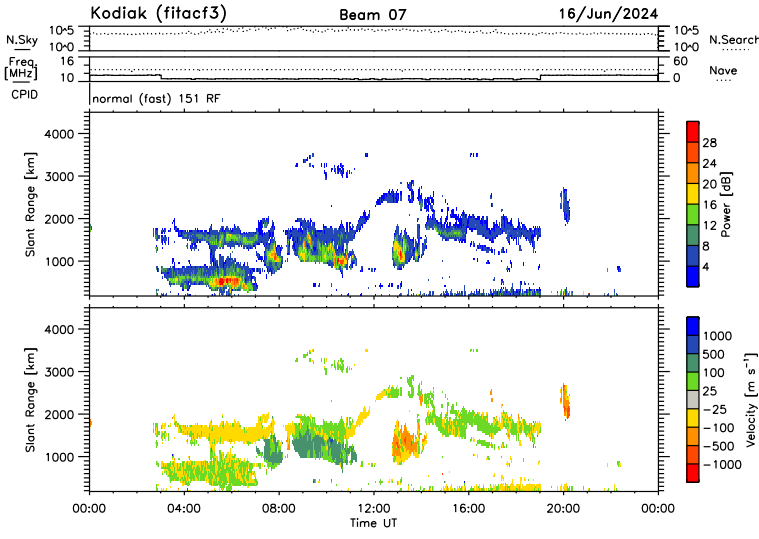 Kodiak (fitacf3) Beam 07 16/Jun/2024
N.Sky 10^5 10^0 10^5 10^0 N.Search
Freq. [MHz] 16 10 60 0 Nave
CPID normal (fast) 151 RF
Slant Range [km]
4000
3000
2000
1000
28
24
20
16
12
8
4
Power [dB]
Slant Range [km]
4000
3000
2000
1000
1000
500
100
25
-25
-100
-500
-1000
Velocity [m s⁻¹]
00:00 04:00 08:00 12:00 16:00 20:00 00:00
Time UT